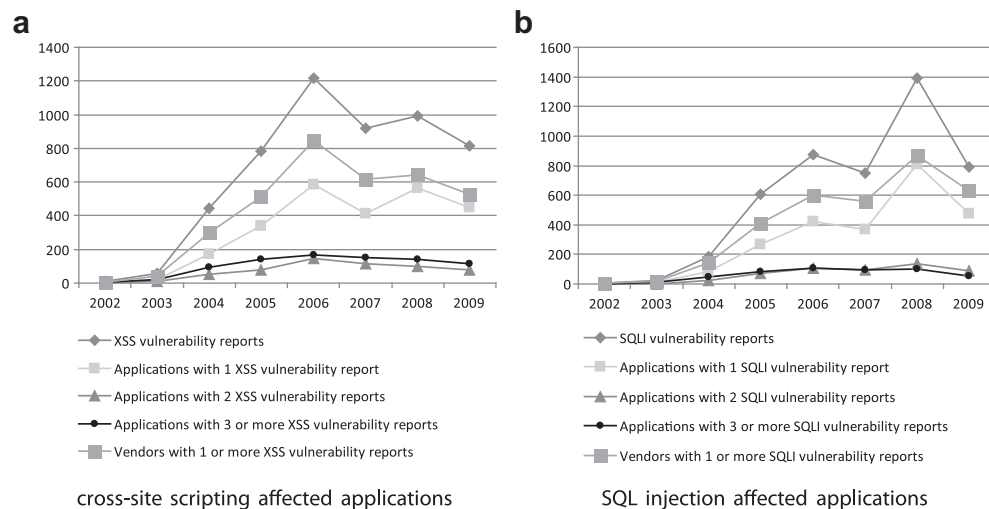 a
1400
1200
1000
800
600
400
200
0
2002 2003 2004 2005 2006 2007 2008 2009
XSS vulnerability reports
Applications with 1 XSS vulnerability report
Applications with 2 XSS vulnerability reports
Applications with 3 or more XSS vulnerability reports
Vendors with 1 or more XSS vulnerability reports
cross-site scripting affected applications
b
1600
1400
1200
1000
800
600
400
200
0
2002 2003 2004 2005 2006 2007 2008 2009
SQLI vulnerability reports
Applications with 1 SQLI vulnerability report
Applications with 2 SQLI vulnerability reports
Applications with 3 or more SQLI vulnerability reports
Vendors with 1 or more SQLI vulnerability reports
SQL injection affected applications